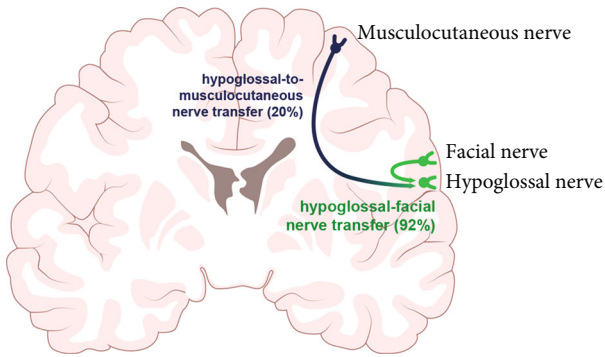 Musculocutaneous nerve
hypoglossal-to-
musculocutaneous
nerve transfer (20%)
Facial nerve
Hypoglossal nerve
hypoglossal-facial
nerve transfer (92%)